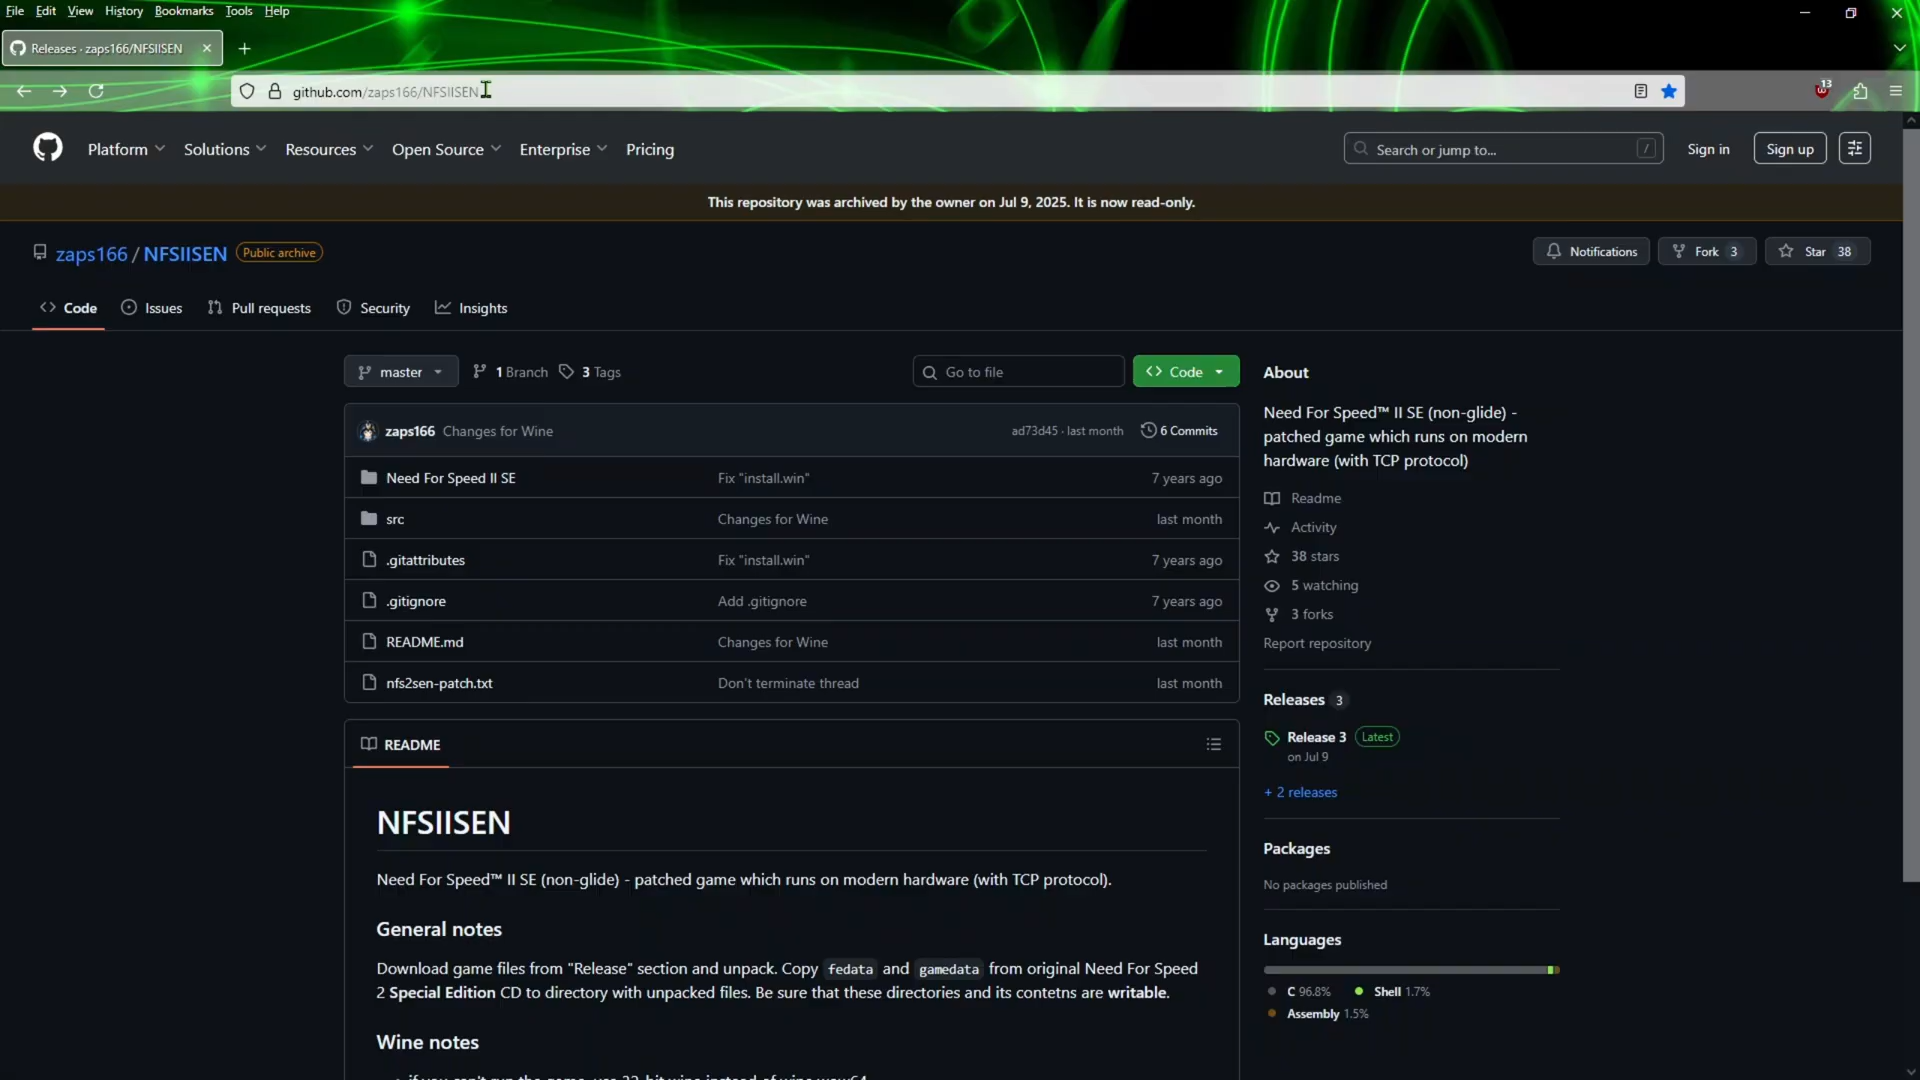 File Edit View History Bookmarks Tools Help
Releases · zaps166/NFSIISEN
github.com/zaps166/NFSIISEN
13
Platform Solutions Resources Open Source Enterprise Pricing
Search or jump to... /
Sign in
Sign up
This repository was archived by the owner on Jul 9, 2025. It is now read-only.
zaps166 / NFSIISEN Public archive
Notifications
Fork 3
Star 38
Code Issues Pull requests Security Insights
master 1 Branch 3 Tags
Go to file
Code
zaps166 Changes for Wine ad73d45 · last month 6 Commits
Need For Speed II SE Fix "install.win" 7 years ago
src Changes for Wine last month
.gitattributes Fix "install.win" 7 years ago
.gitignore Add .gitignore 7 years ago
README.md Changes for Wine last month
nfs2sen-patch.txt Don't terminate thread last month
README
NFSIISEN
Need For Speed™ II SE (non-glide) - patched game which runs on modern hardware (with TCP protocol).
General notes
Download game files from "Release" section and unpack. Copy fedata and gamedata from original Need For Speed
2 Special Edition CD to directory with unpacked files. Be sure that these directories and its contetns are writable.
Wine notes
About
Need For Speed™ II SE (non-glide) -
patched game which runs on modern
hardware (with TCP protocol)
Readme
Activity
38 stars
5 watching
3 forks
Report repository
Releases 3
Release 3 Latest
on Jul 9
+ 2 releases
Packages
No packages published
Languages
C 96.8% Shell 1.7%
Assembly 1.5%